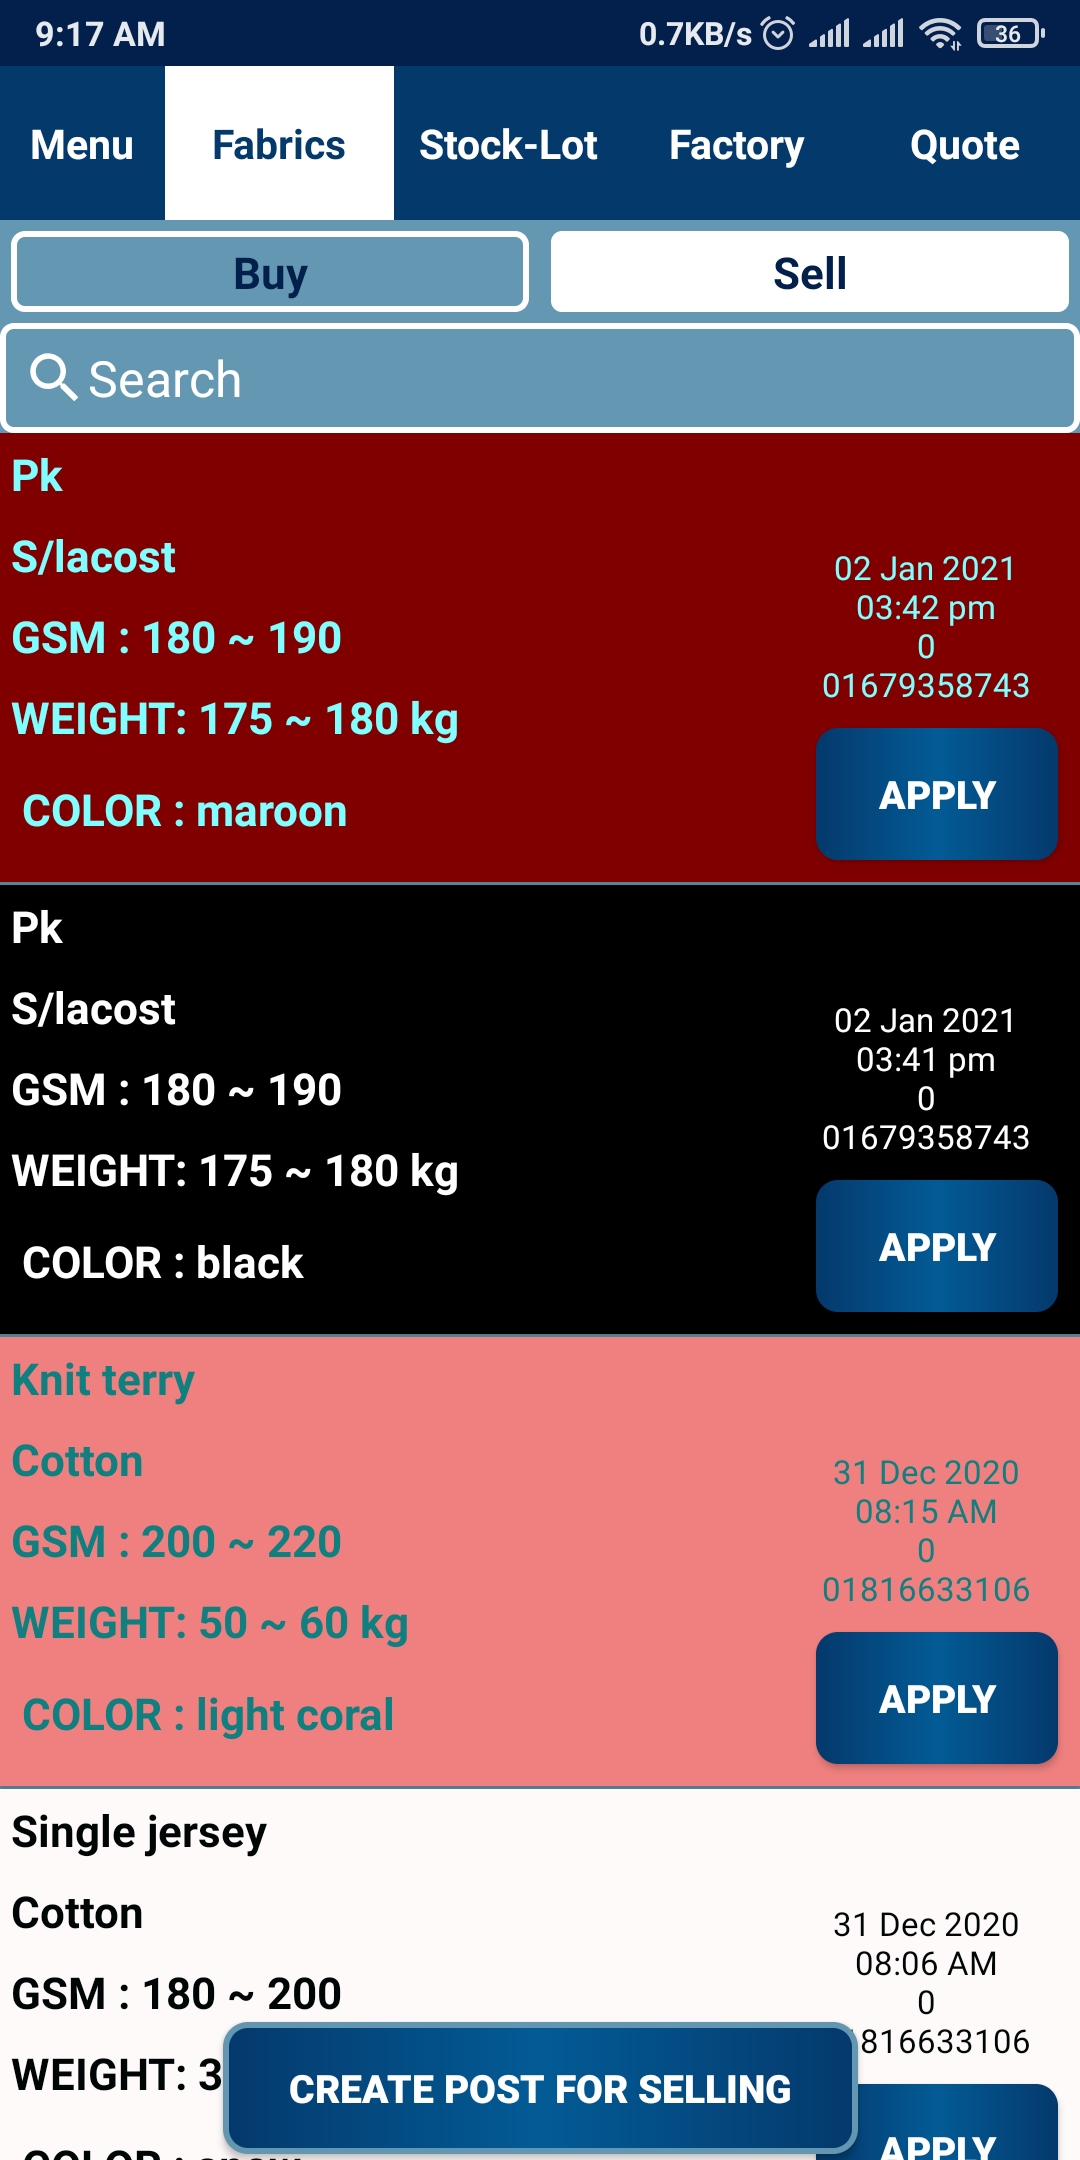 9:17 AM 0.7KB/s 36
Menu Fabrics Stock-Lot Factory Quote
Buy Sell
Search
Pk
S/lacost
GSM : 180 ~ 190
WEIGHT: 175 ~ 180 kg
COLOR : maroon
02 Jan 2021
03:42 pm
0
01679358743
APPLY
Pk
S/lacost
GSM : 180 ~ 190
WEIGHT: 175 ~ 180 kg
COLOR : black
02 Jan 2021
03:41 pm
0
01679358743
APPLY
Knit terry
Cotton
GSM : 200 ~ 220
WEIGHT: 50 ~ 60 kg
COLOR : light coral
31 Dec 2020
08:15 AM
0
01816633106
APPLY
Single jersey
Cotton
GSM : 180 ~ 200
WEIGHT: 3
COLOR : snow
31 Dec 2020
08:06 AM
0
1816633106
APPLY
CREATE POST FOR SELLING